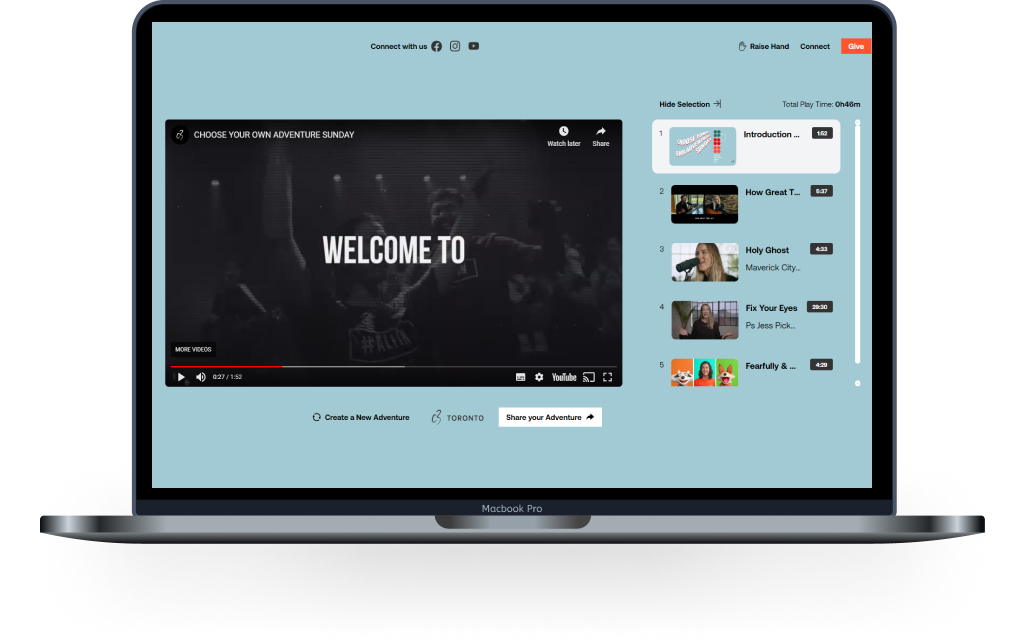 Connect with us
Raise Hand
Connect
Give
Hide Selection
Total Play Time: 0h46m
CHOOSE YOUR OWN ADVENTURE SUNDAY
Watch later
Share
WELCOME TO
#ALFIN
MORE VIDEOS
0:27 / 1:52
YouTube
1
Introduction ...
1:52
2
How Great T...
5:37
3
Holy Ghost
4:33
Maverick City...
4
Fix Your Eyes
29:30
Ps Jess Pick...
5
Fearfully & ...
4:29
Create a New Adventure
C3 TORONTO
Share your Adventure
Macbook Pro